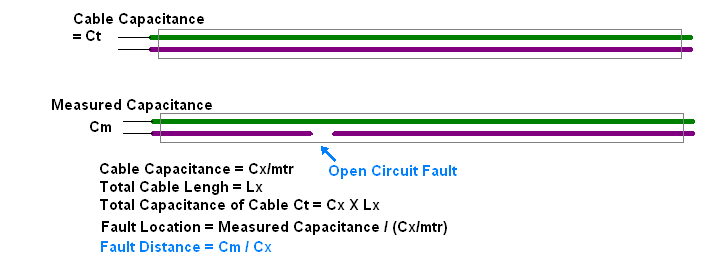 Cable Capacitance
= Ct
Measured Capacitance
Cm
Open Circuit Fault
Cable Capacitance = Cx/mtr
Total Cable Lengh = Lx
Total Capacitance of Cable Ct = Cx X Lx
Fault Location = Measured Capacitance / (Cx/mtr)
Fault Distance = Cm / Cx